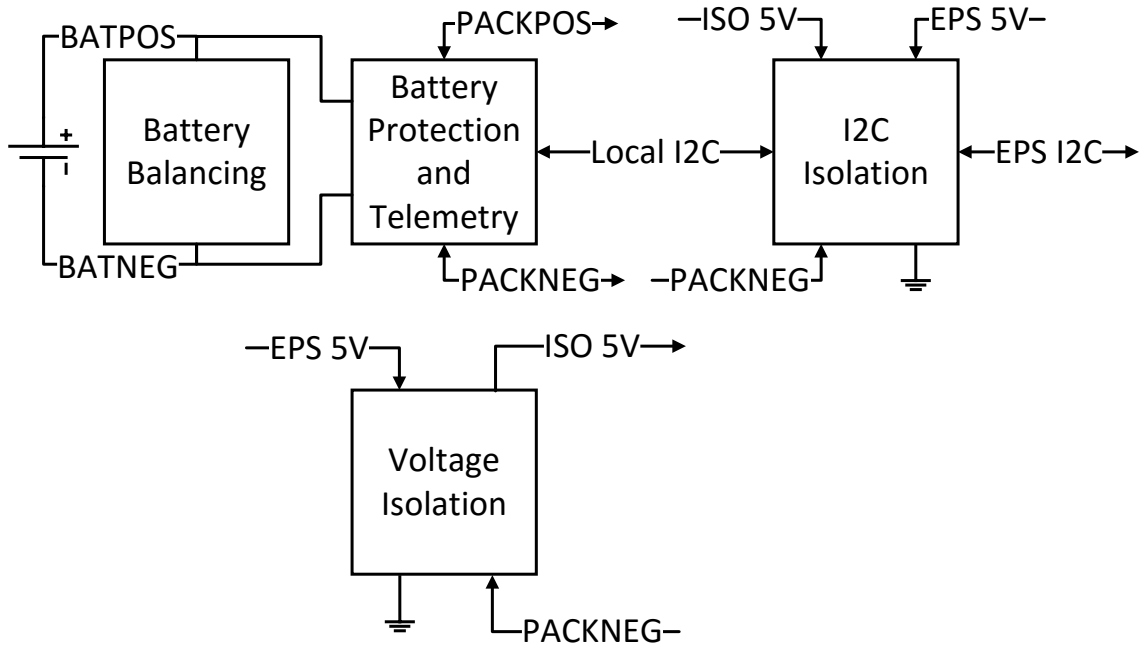 PACKPOS
ISO 5V
EPS 5V
BATPOS
Battery
Balancing
Battery
Protection
and
Telemetry
Local I2C
I2C
Isolation
EPS I2C
BATNEG
PACKNEG
PACKNEG
EPS 5V
ISO 5V
Voltage
Isolation
PACKNEG